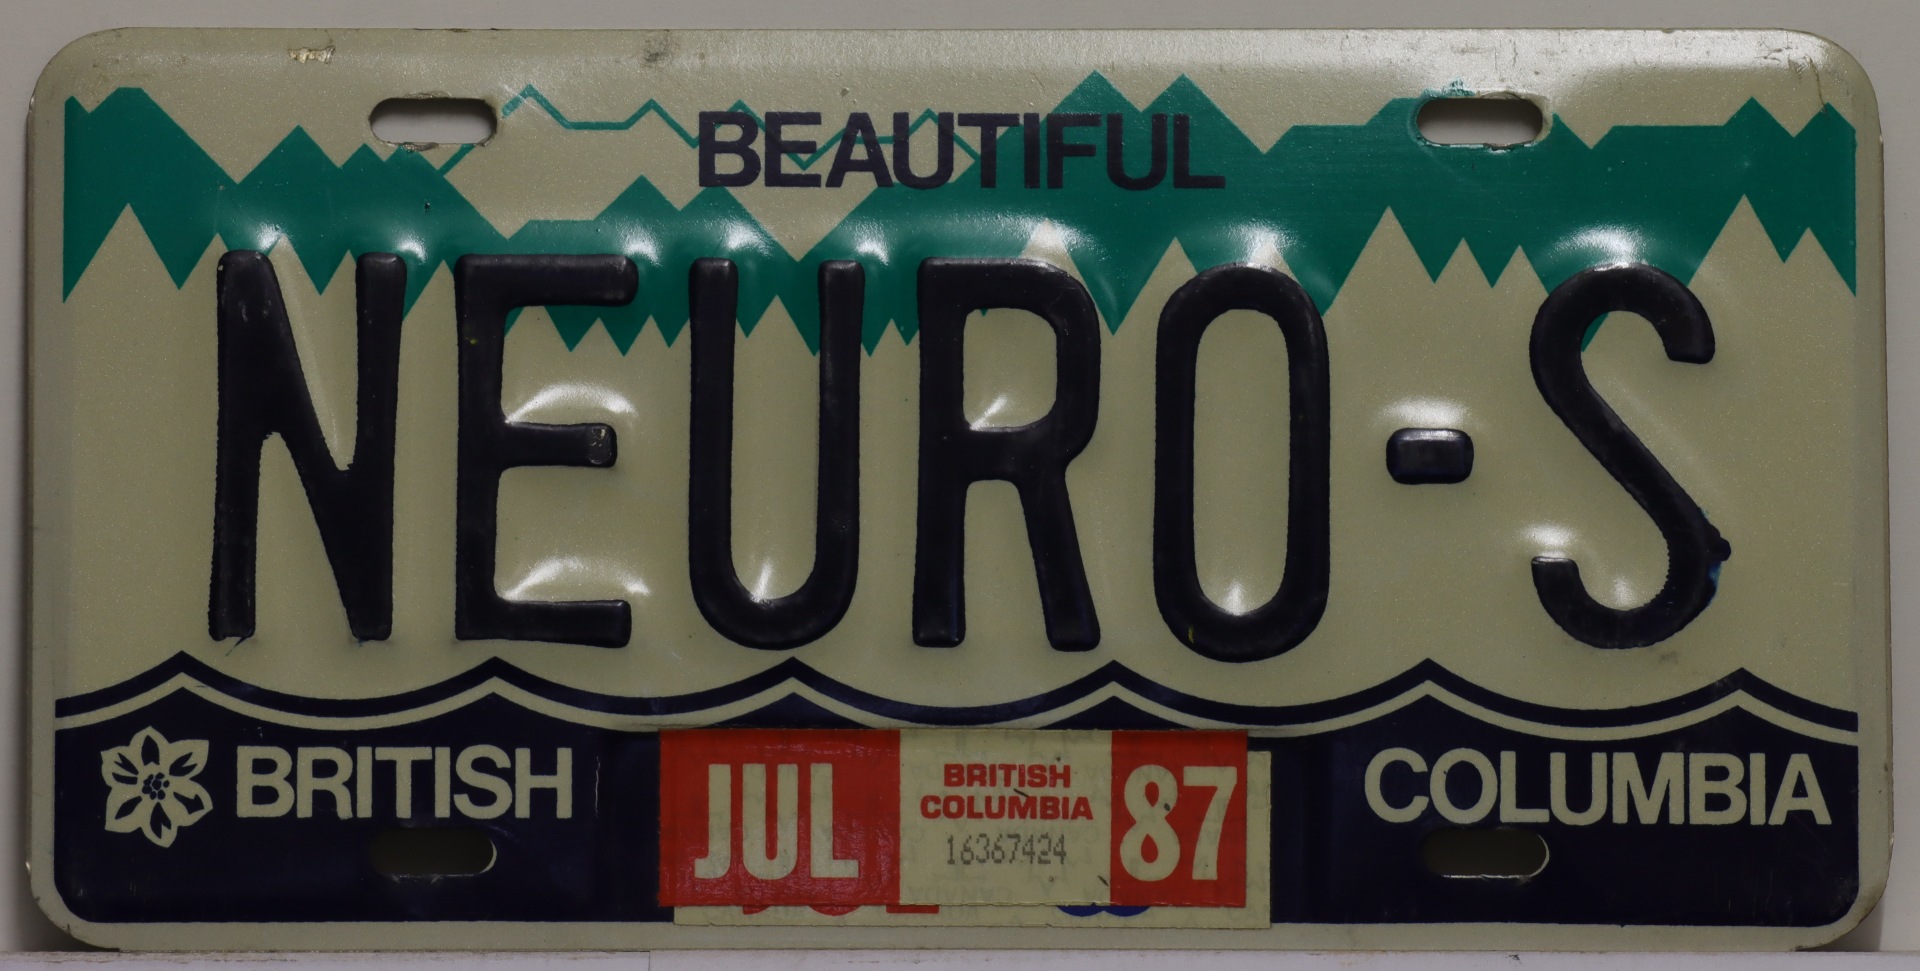 BEAUTIFUL
NEURO-S
BRITISH
JUL
BRITISH
COLUMBIA
16367424
87
COLUMBIA